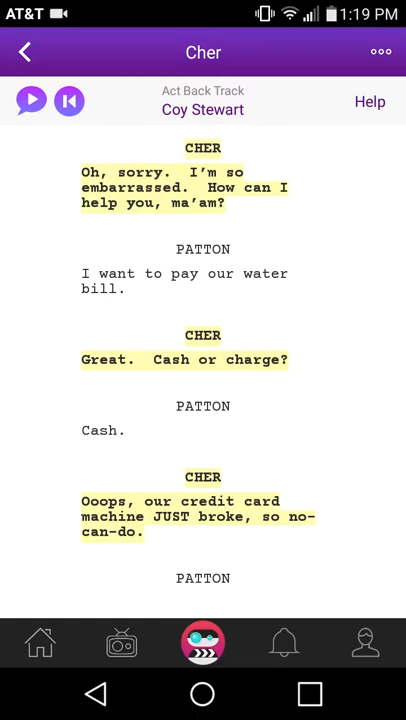 AT&T 1:19 PM
Cher
Act Back Track
Coy Stewart
Help
CHER
Oh, sorry. I'm so
embarrassed. How can I
help you, ma'am?
PATTON
I want to pay our water
bill.
CHER
Great. Cash or charge?
PATTON
Cash.
CHER
Ooops, our credit card
machine JUST broke, so no-
can-do.
PATTON